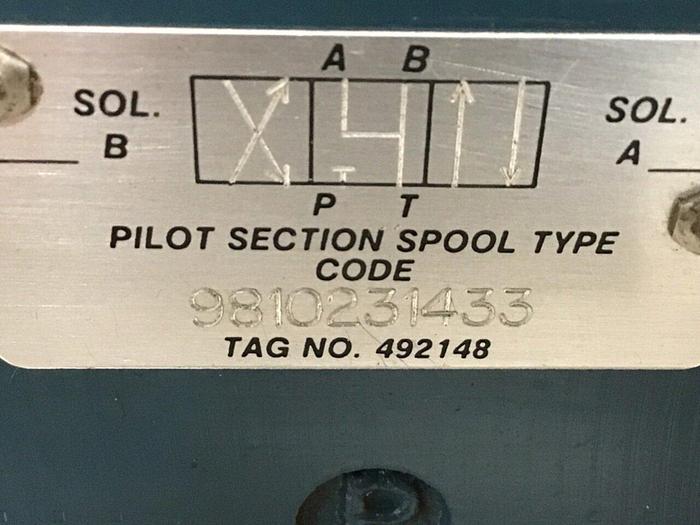 A B
SOL. B
SOL. A
P T
PILOT SECTION SPOOL TYPE
CODE
9810231433
TAG NO. 492148